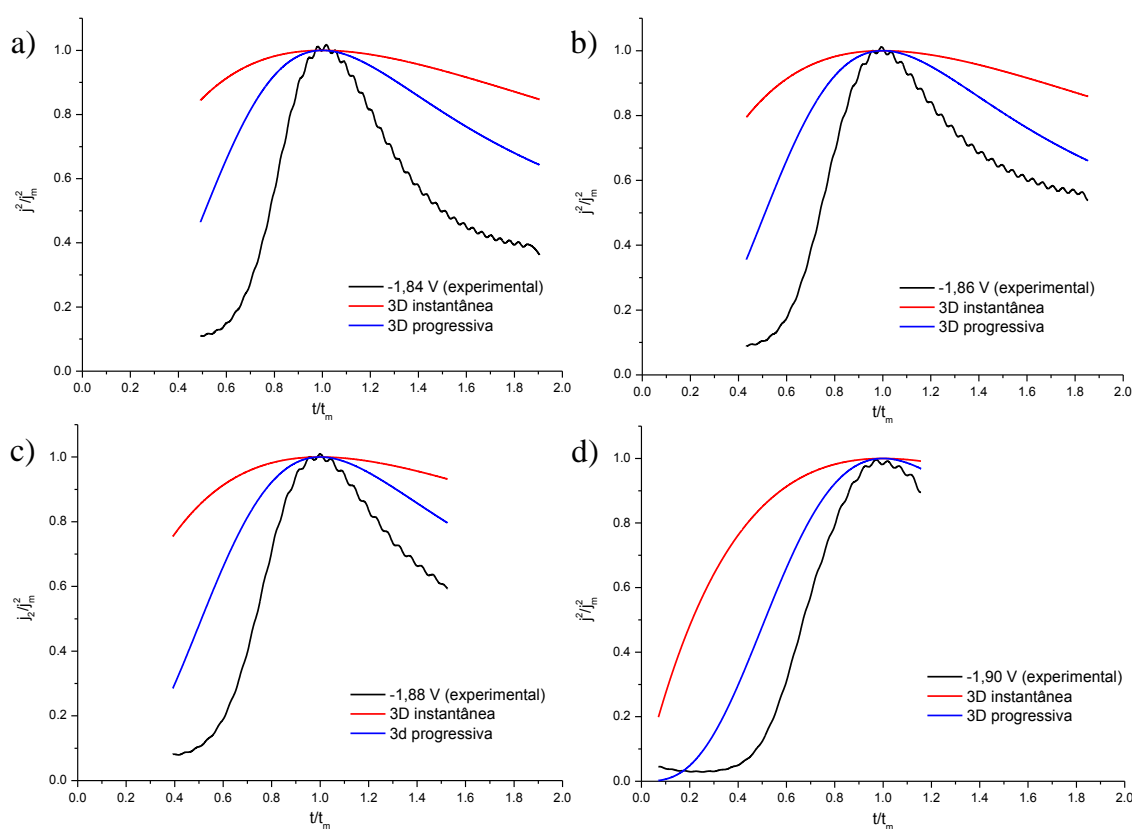 a)
j²/j²ₘ
1.0
0.8
0.6
0.4
0.2
0.0
-1,84 V (experimental)
3D instantânea
3D progressiva
0.0 0.2 0.4 0.6 0.8 1.0 1.2 1.4 1.6 1.8 2.0
t/tₘ
b)
j²/j²ₘ
1.0
0.8
0.6
0.4
0.2
0.0
-1,86 V (experimental)
3D instantânea
3D progressiva
0.0 0.2 0.4 0.6 0.8 1.0 1.2 1.4 1.6 1.8 2.0
t/tₘ
c)
j₂/j²ₘ
1.0
0.8
0.6
0.4
0.2
0.0
-1,88 V (experimental)
3D instantânea
3d progressiva
0.0 0.2 0.4 0.6 0.8 1.0 1.2 1.4 1.6 1.8 2.0
t/tₘ
d)
j²/j²ₘ
1.0
0.8
0.6
0.4
0.2
0.0
-1,90 V (experimental)
3D instantânea
3D progressiva
0.0 0.2 0.4 0.6 0.8 1.0 1.2 1.4 1.6 1.8 2.0
t/tₘ